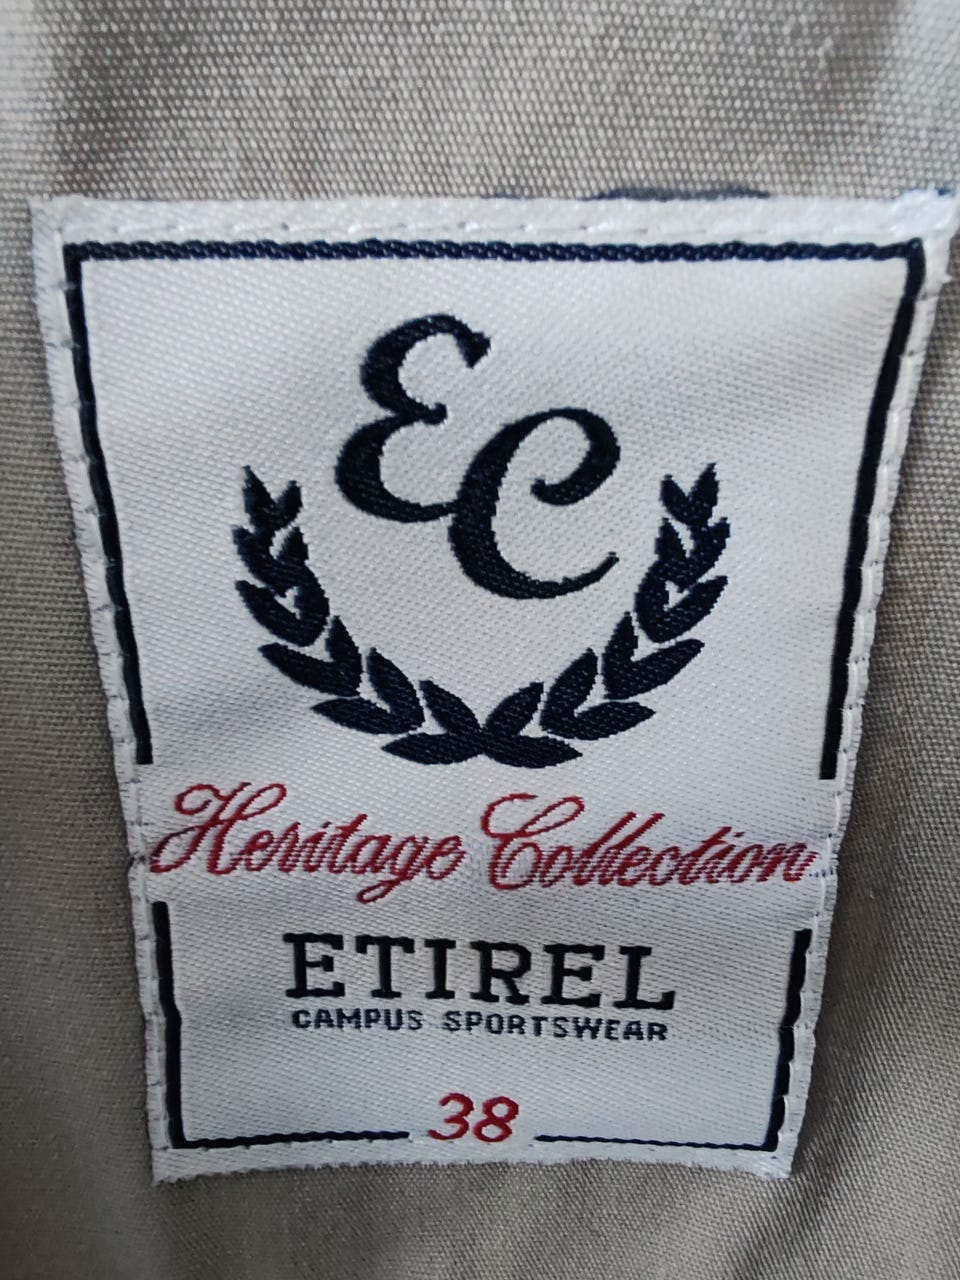 EC
Heritage Collection
ETIREL
CAMPUS SPORTSWEAR
38